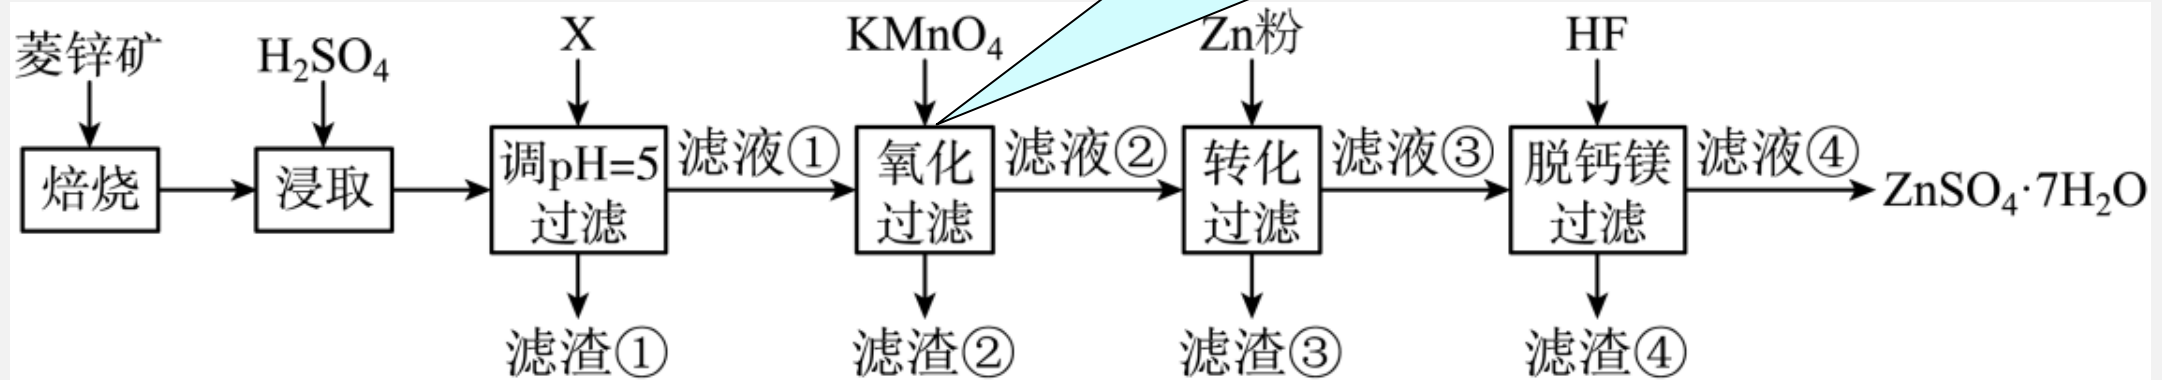 菱锌矿
H₂SO₄
X
KMnO₄
Zn粉
HF
焙烧
浸取
调pH=5
过滤
滤液①
氧化
过滤
滤液②
转化
过滤
滤液③
脱钙镁
过滤
滤液④
ZnSO₄·7H₂O
滤渣①
滤渣②
滤渣③
滤渣④